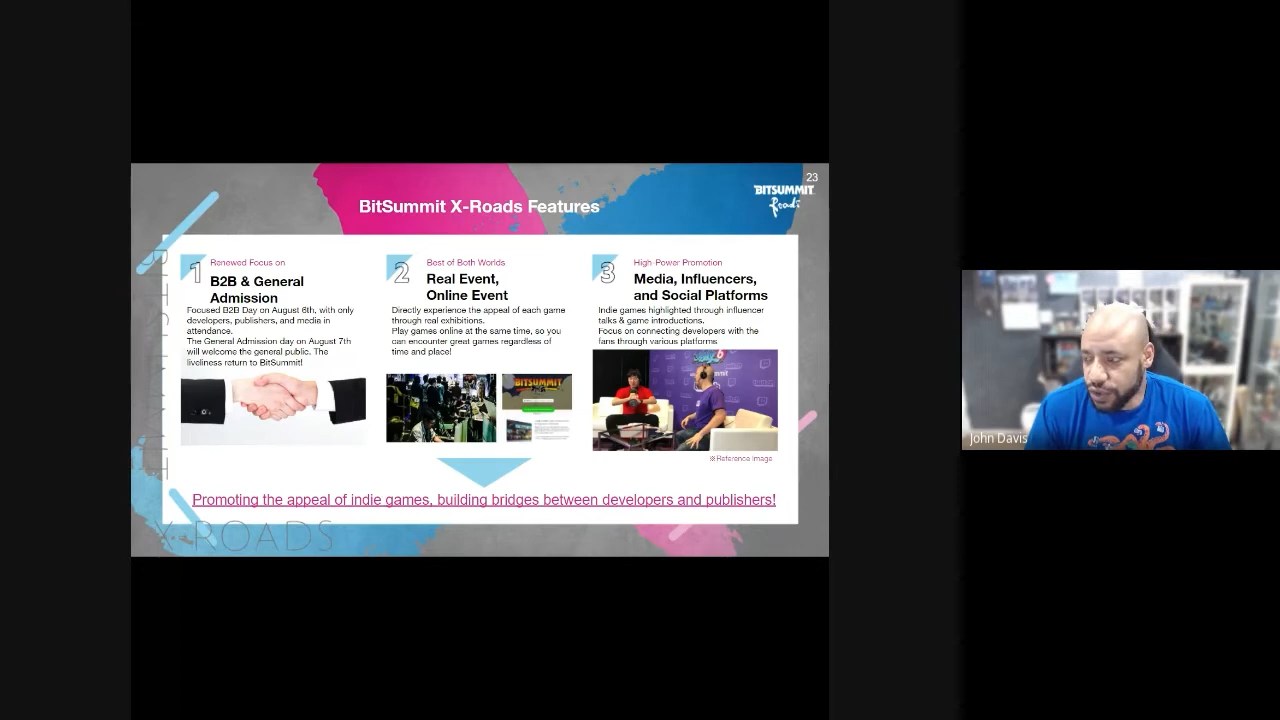 23
BITSUMMIT
Roads
BitSummit X-Roads Features
1
Renewed Focus on
B2B & General
Admission
Focused B2B Day on August 6th, with only
developers, publishers, and media in
attendance.
The General Admission day on August 7th
will welcome the general public. The
liveliness return to BitSummit!
2
Best of Both Worlds
Real Event,
Online Event
Directly experience the appeal of each game
through real exhibitions.
Play games online at the same time, so you
can encounter great games regardless of
time and place!
BITSUMMIT
3
High-Power Promotion
Media, Influencers,
and Social Platforms
Indie games highlighted through influencer
talks & game introductions.
Focus on connecting developers with the
fans through various platforms
※Reference Image
Promoting the appeal of indie games, building bridges between developers and publishers!
X-ROADS
John Davis